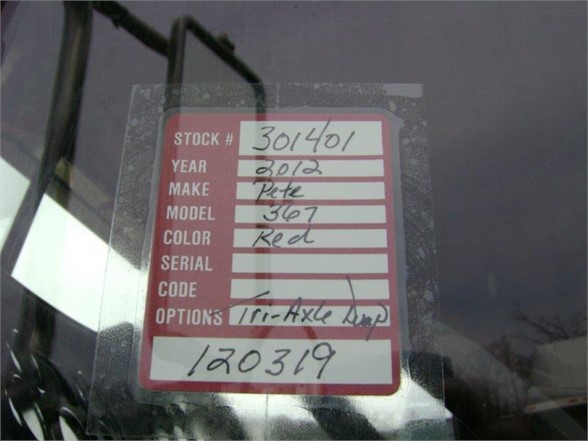 STOCK # 301401
YEAR 2012
MAKE Pete
MODEL 367
COLOR Red
SERIAL
CODE
OPTIONS Tri-Axle Dump
120319